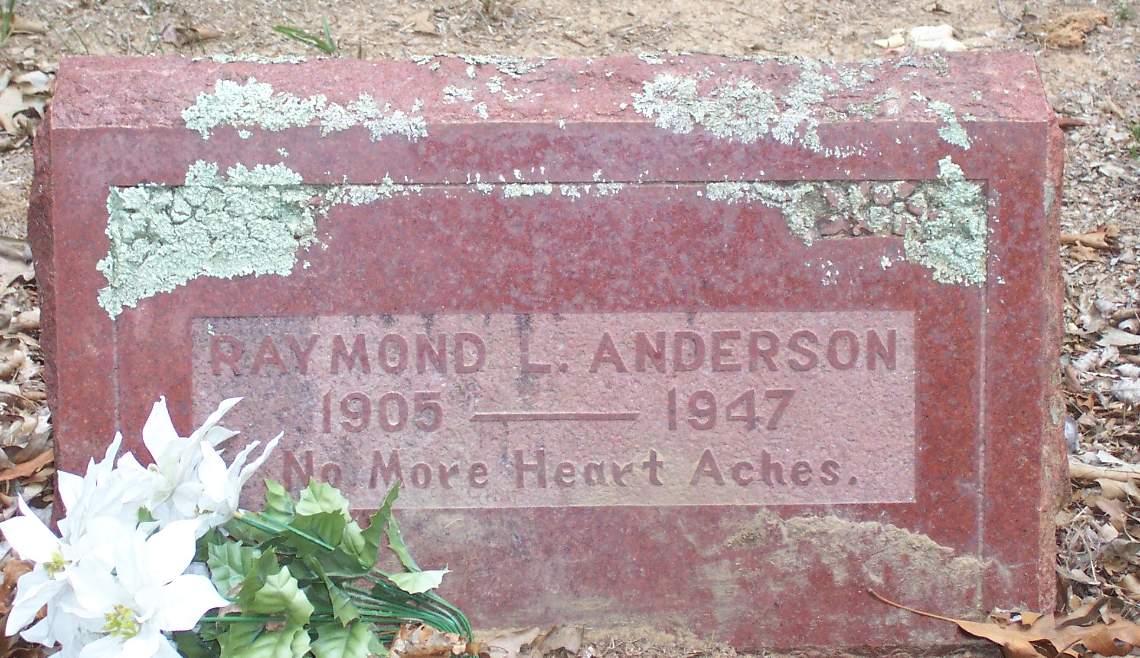 RAYMOND L. ANDERSON
1905 — 1947
No More Heart Aches.